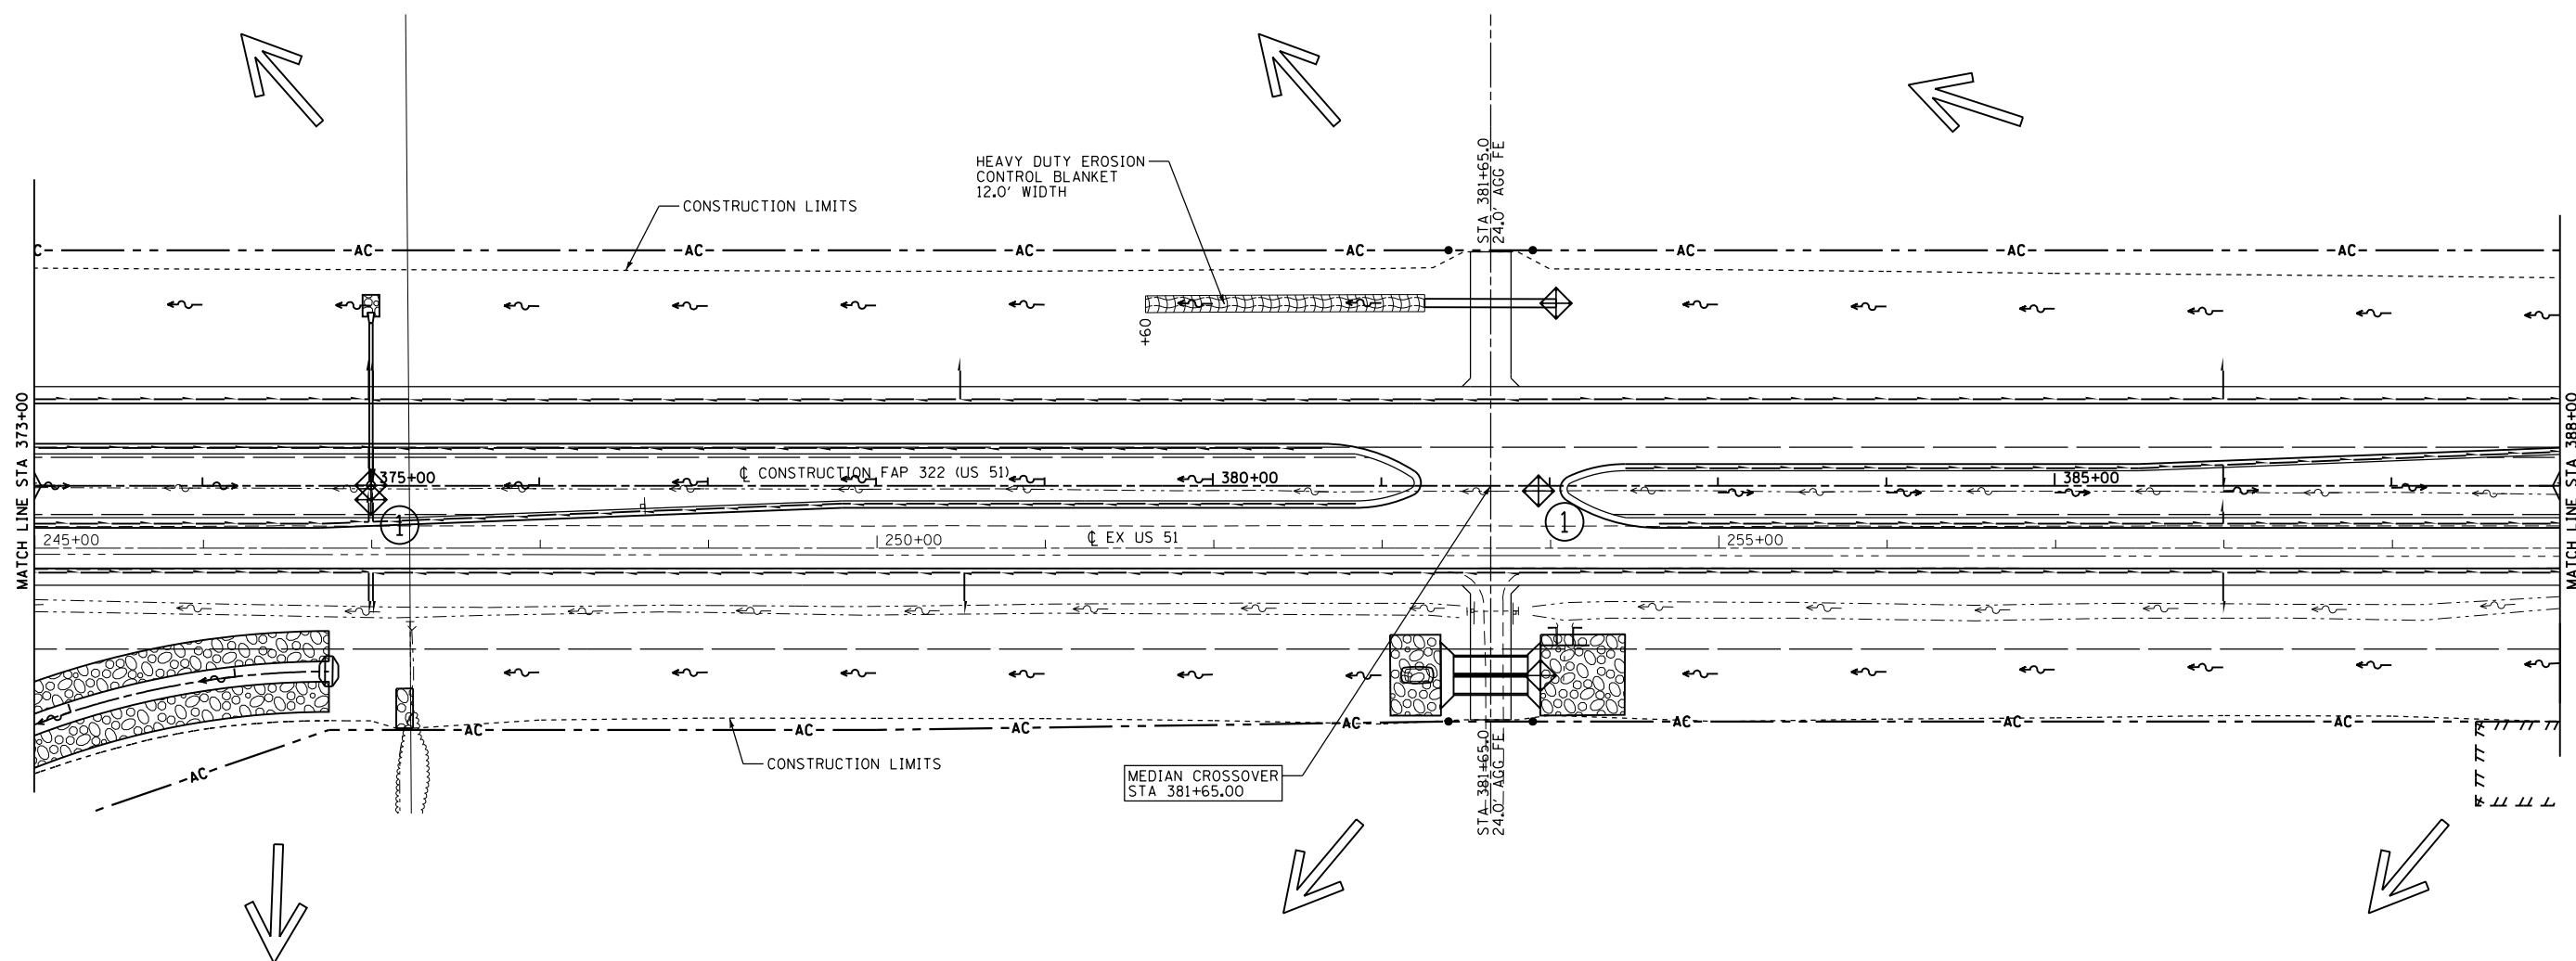 HEAVY DUTY EROSION
CONTROL BLANKET
12.0' WIDTH
STA 381+65.0
24.0' AGG FE
CONSTRUCTION LIMITS
C
AC
AC
AC
AC
AC
AC
AC
+60
MATCH LINE STA 373+00
MATCH LINE STA 388+00
375+00
℄ CONSTRUCTION FAP 322 (US 51)
380+00
385+00
1
1
245+00
250+00
℄ EX US 51
255+00
AC
AC
AC
AC
AC
AC
AC
AC
CONSTRUCTION LIMITS
MEDIAN CROSSOVER
STA 381+65.00
STA 381+65.0
24.0' AGG FE